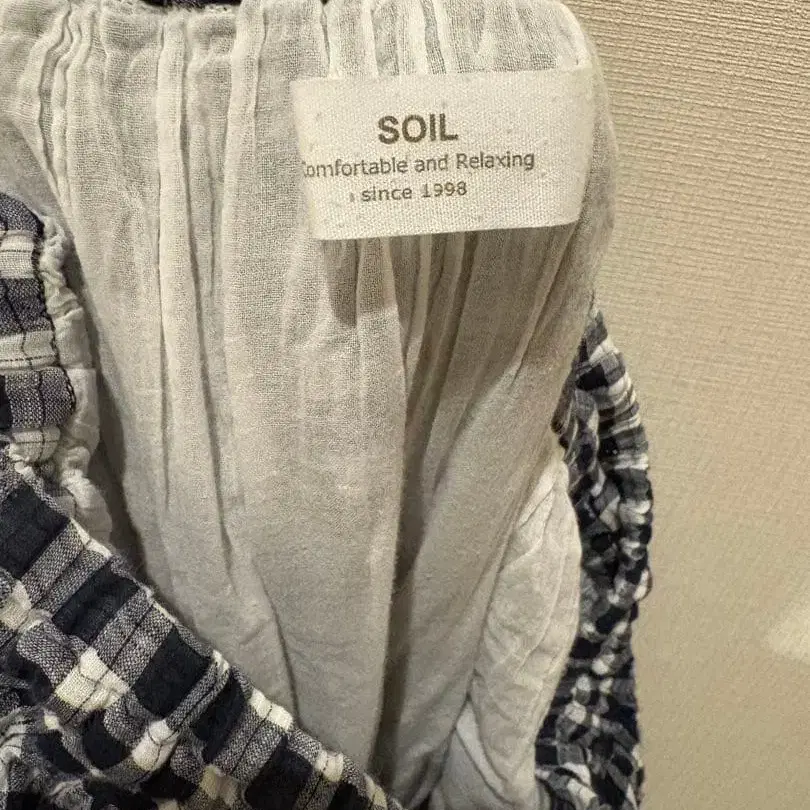 SOIL
Comfortable and Relaxing
since 1998